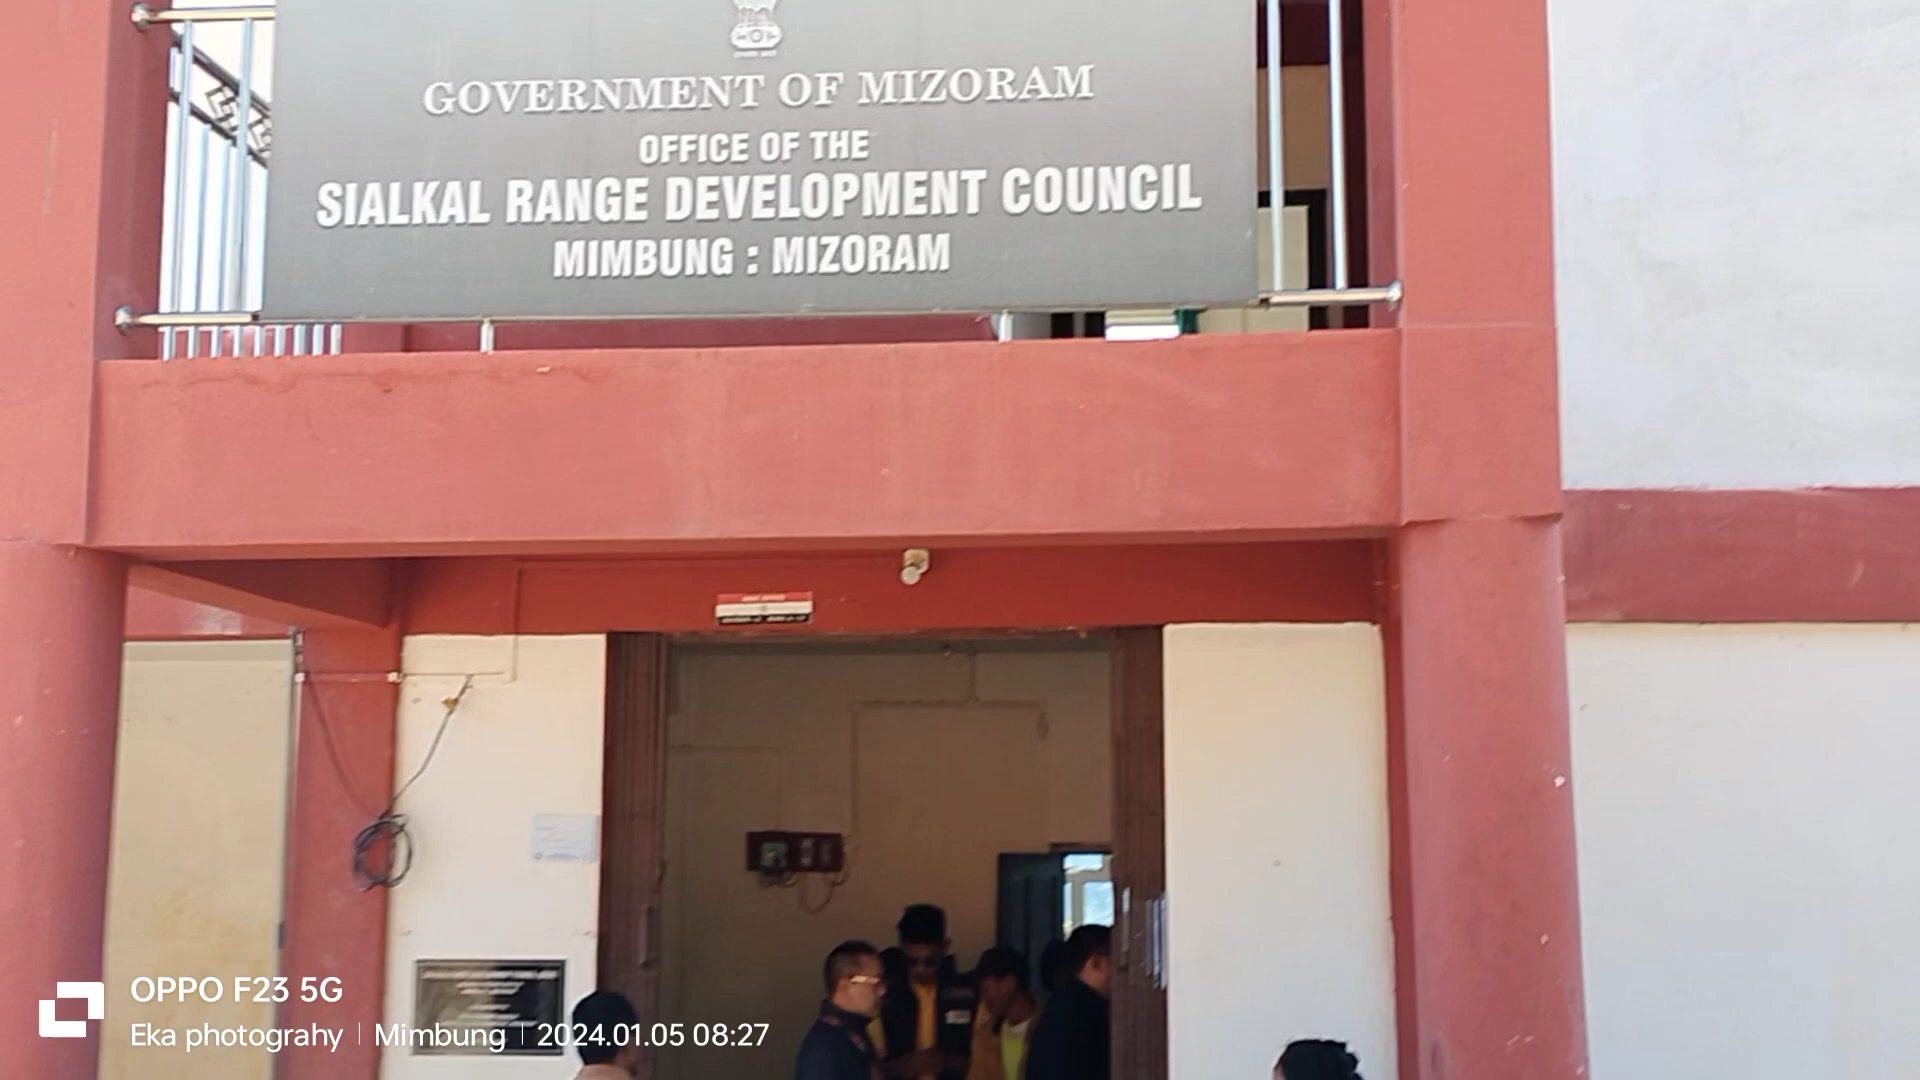 GOVERNMENT OF MIZORAM
OFFICE OF THE
SIALKAL RANGE DEVELOPMENT COUNCIL
MIMBUNG : MIZORAM
OPPO F23 5G
Eka photograhy | Mimbung | 2024.01.05 08:27